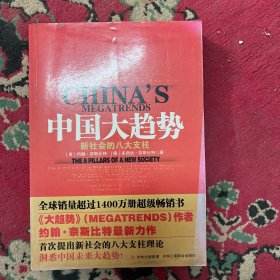 CHINA'S
MEGATRENDS
中国大趋势
新社会的八大支柱
THE 8 PILLARS OF A NEW SOCIETY
全球销量超过1400万册超级畅销书
《大趋势》(MEGATRENDS)作者
约翰·奈斯比特最新力作
首次提出新社会的八大支柱理论
洞悉中国未来大趋势!